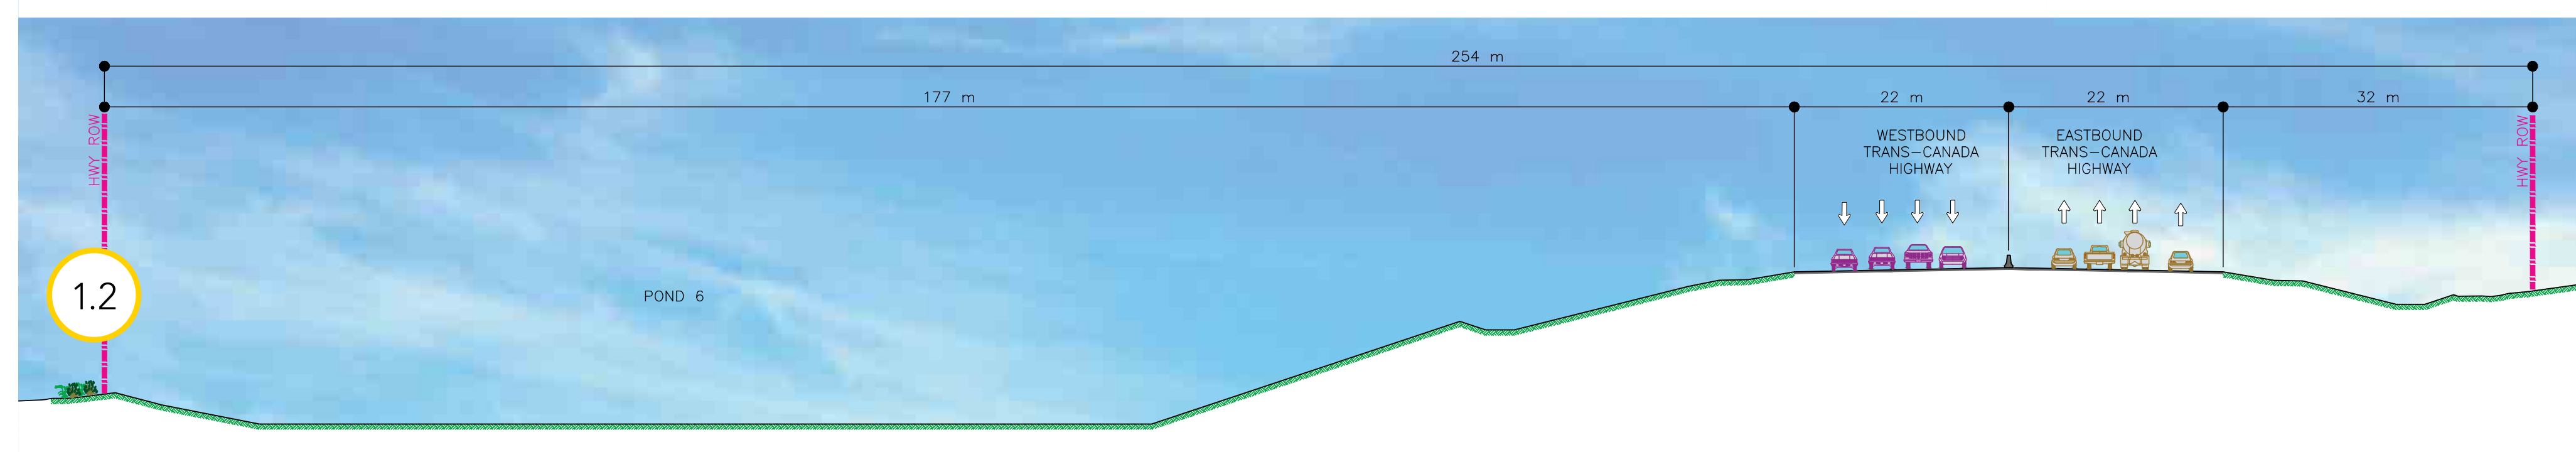 254 m
177 m
22 m
22 m
32 m
HWY ROW
WESTBOUND
TRANS-CANADA
HIGHWAY
EASTBOUND
TRANS-CANADA
HIGHWAY
HWY ROW
1.2
POND 6